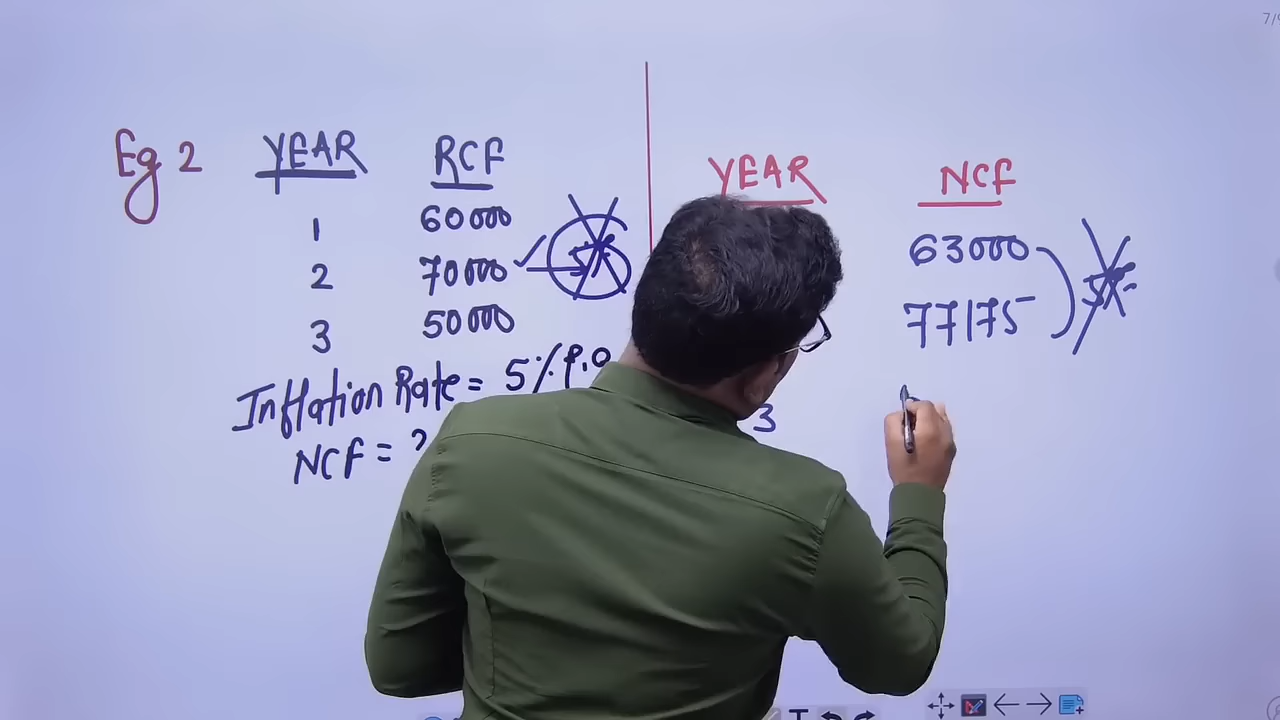 Eg 2
YEAR RCF
1 60000
2 70000
3 50000
Inflation Rate = 5% P.a
NCF = ?
YEAR NCF
63000
77175
3
7/